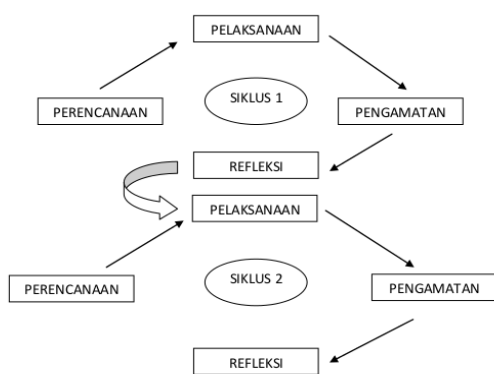 PELAKSANAAN
SIKLUS 1
PERENCANAAN
PENGAMATAN
REFLEKSI
PELAKSANAAN
SIKLUS 2
PERENCANAAN
PENGAMATAN
REFLEKSI